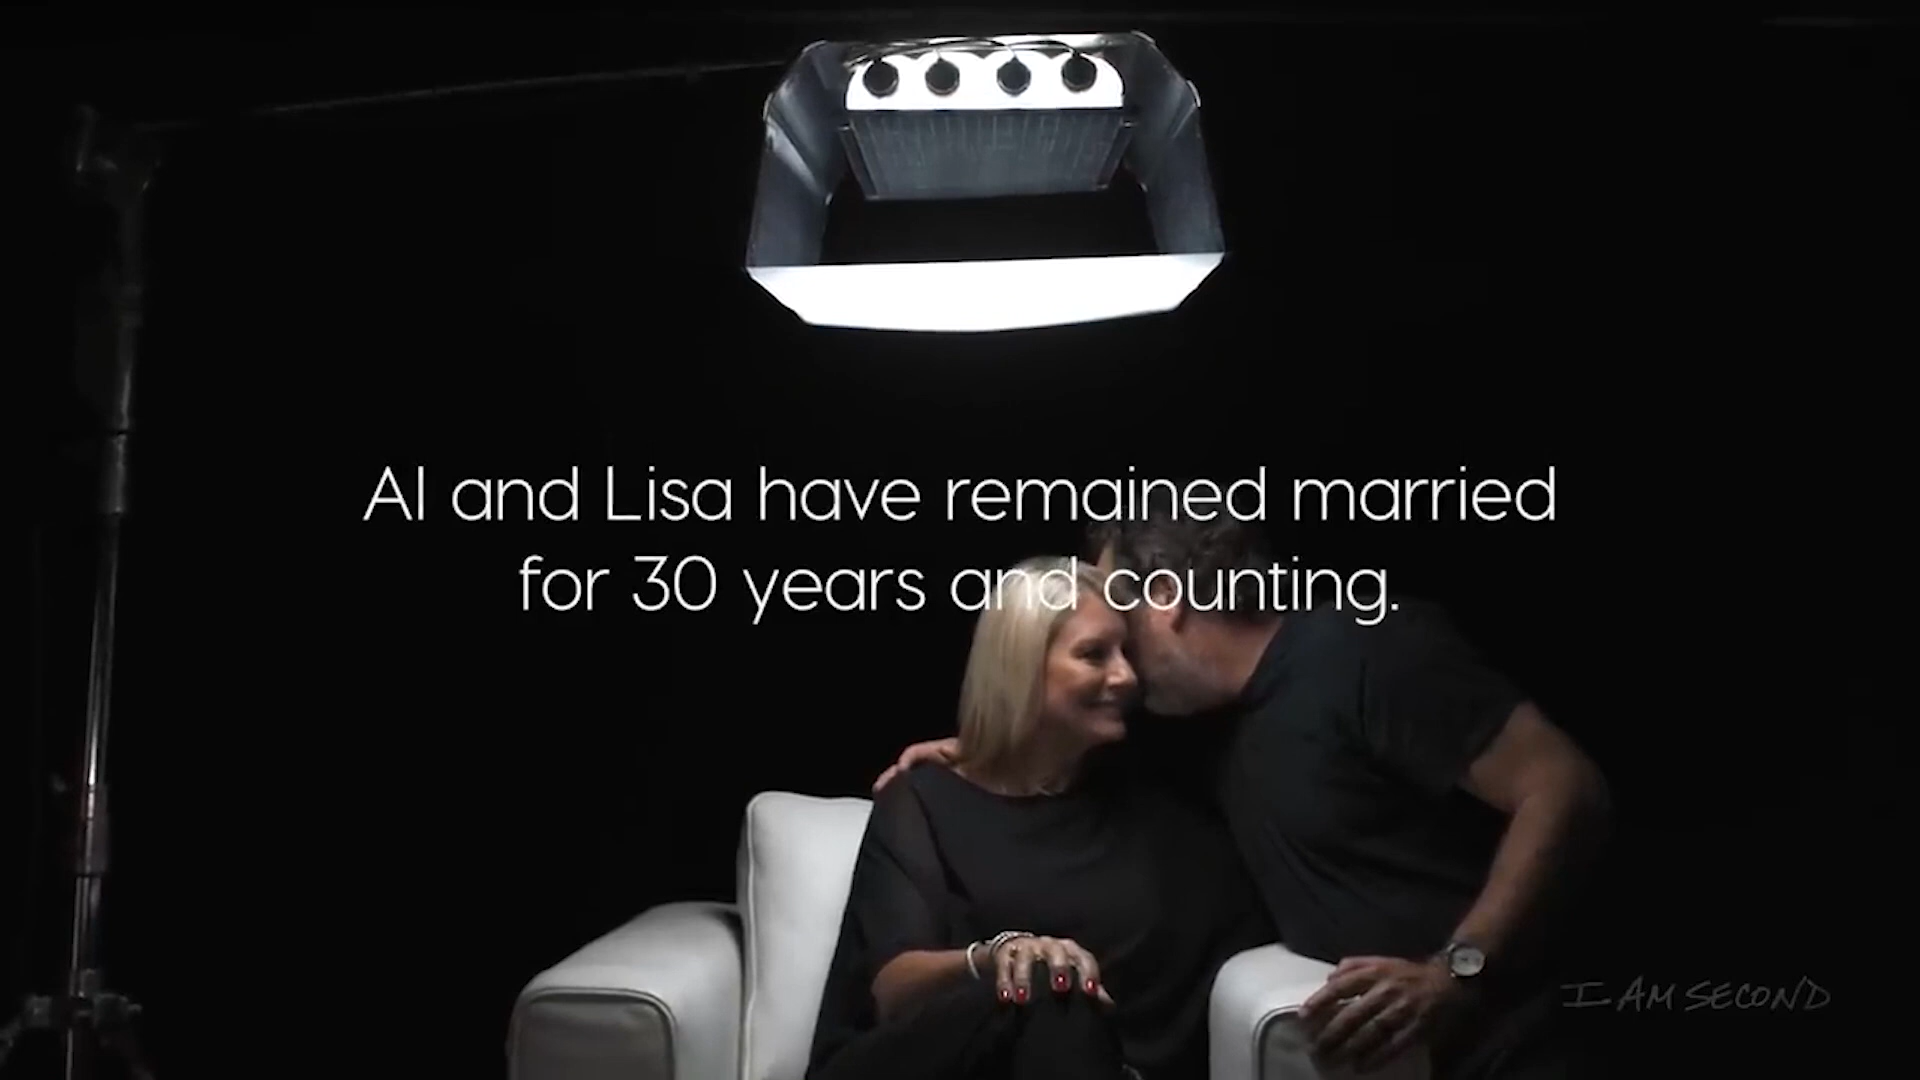 Al and Lisa have remained married
for 30 years and counting.
I AM SECOND